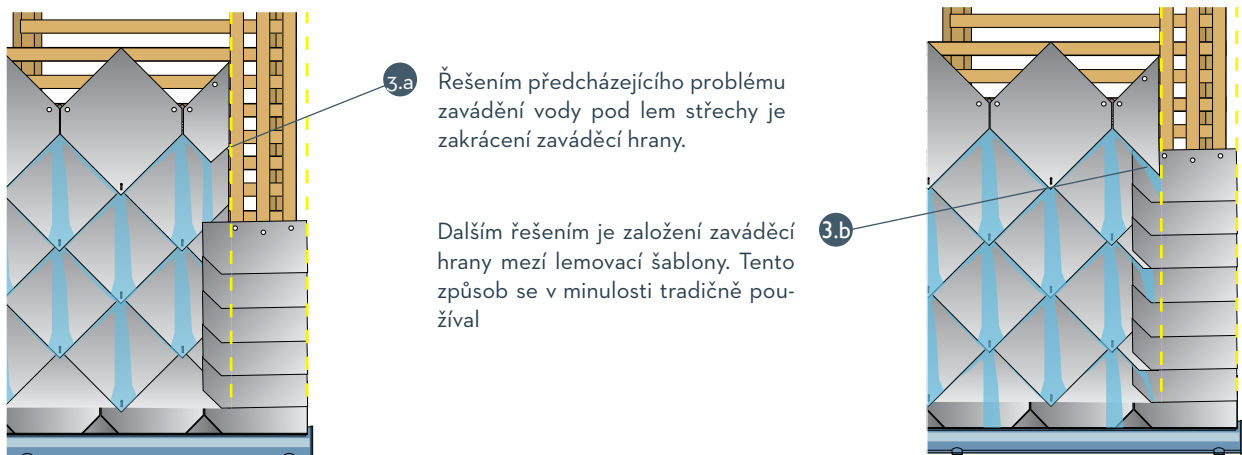 3.a
Řešením předcházejícího problému
zavádění vody pod lem střechy je
zakrácení zaváděcí hrany.
Dalším řešením je založení zaváděcí
hrany mezí lemovací šablony. Tento
způsob se v minulosti tradičně pou-
žíval
3.b